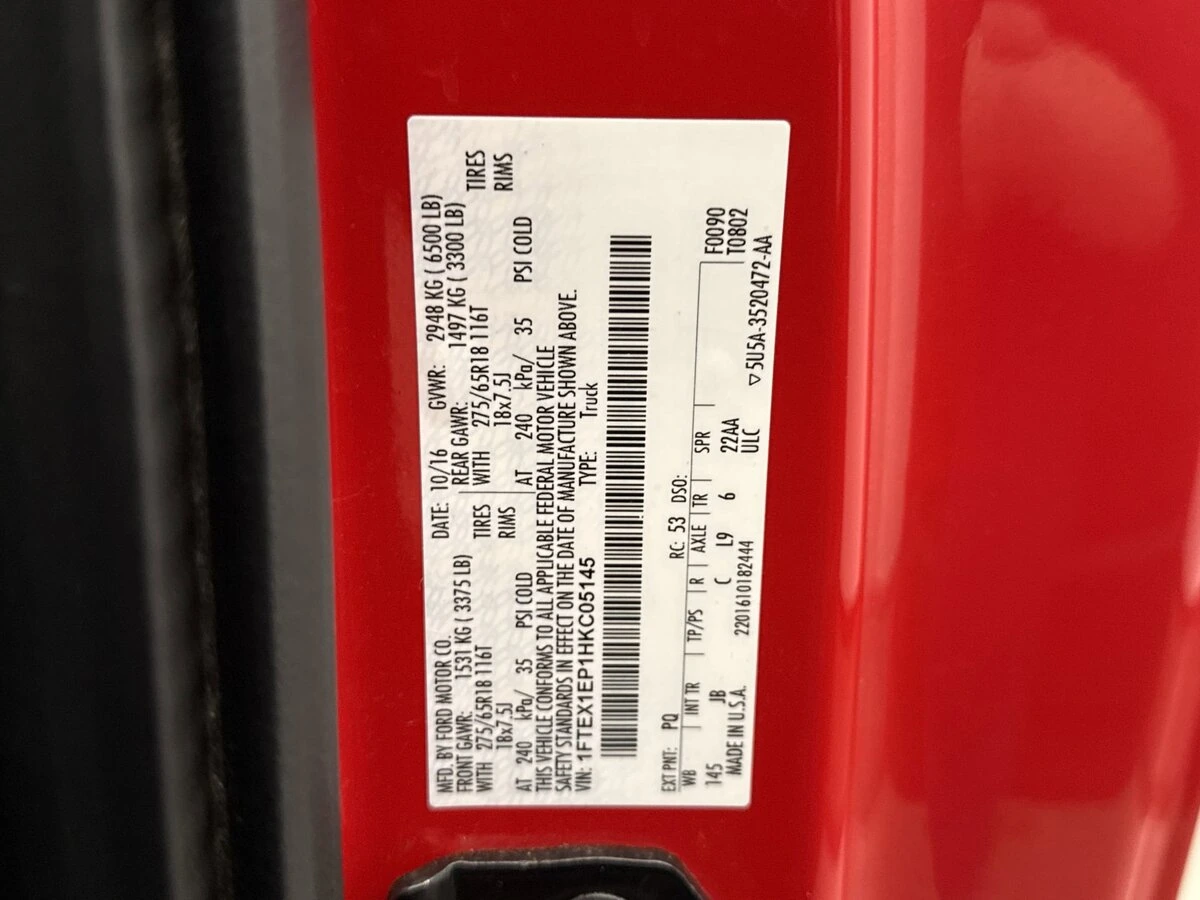 MFD. BY FORD MOTOR CO. DATE: 10/16 GVWR: 2948 KG ( 6500 LB)
FRONT GAWR: 1531 KG ( 3375 LB) REAR GAWR: 1497 KG ( 3300 LB)
WITH 275/65R18 116T TIRES WITH 275/65R18 116T TIRES
18x7.5J RIMS 18x7.5J RIMS
AT 240 kPa/ 35 PSI COLD AT 240 kPa/ 35 PSI COLD
THIS VEHICLE CONFORMS TO ALL APPLICABLE FEDERAL MOTOR VEHICLE
SAFETY STANDARDS IN EFFECT ON THE DATE OF MANUFACTURE SHOWN ABOVE.
VIN: 1FTEX1EP1HKC05145 TYPE: Truck
EXT PNT: PQ RC: 53 DSO:
WB INT TR TP/PS R AXLE TR SPR F0090
145 JB C L9 6 22AA T0802
MADE IN U.S.A. 2201610182444 ULC ▽5U5A-3520472-AA